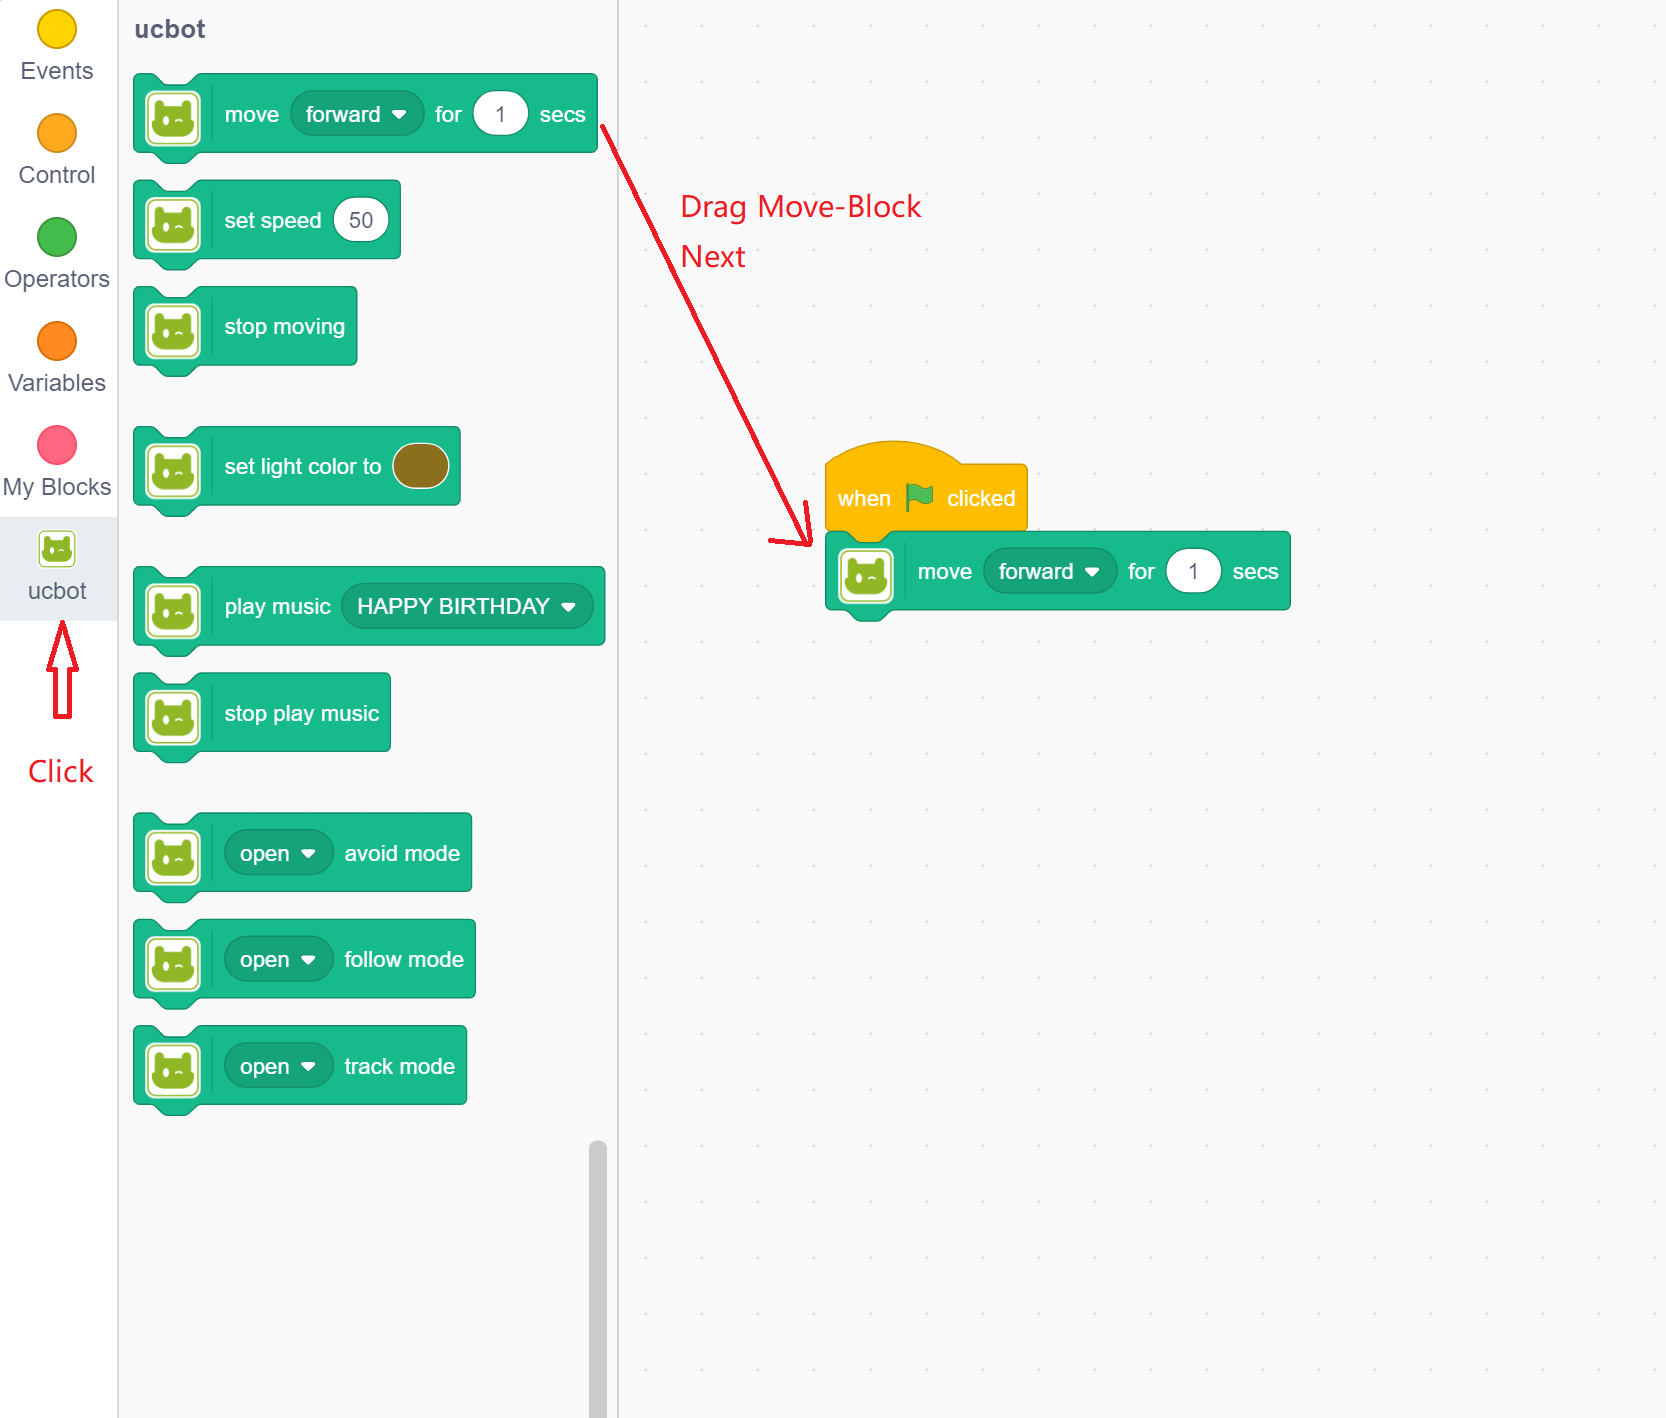 Events
Control
Operators
Variables
My Blocks
ucbot
Click
ucbot
move forward for 1 secs
set speed 50
stop moving
set light color to
play music HAPPY BIRTHDAY
stop play music
open avoid mode
open follow mode
open track mode
Drag Move-Block
Next
when clicked
move forward for 1 secs